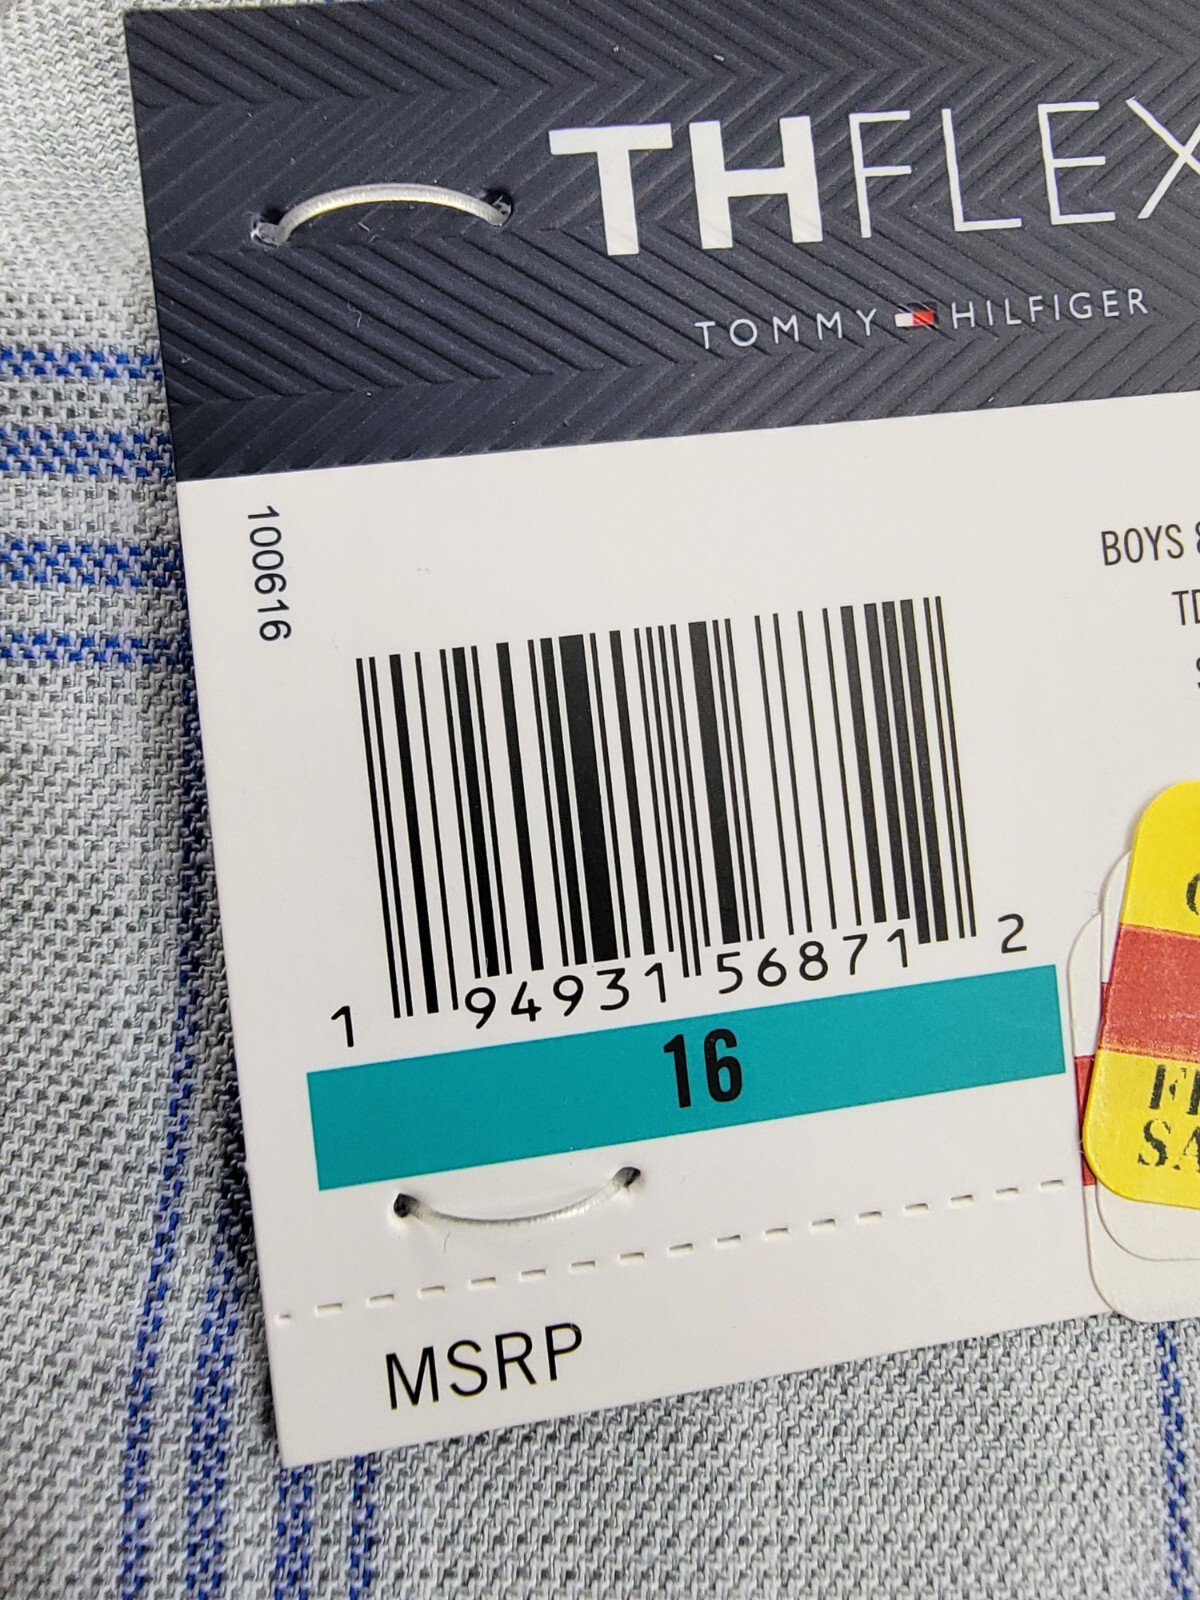 THFLEX
TOMMY HILFIGER
100616
BOYS
1 94931 56871 2
16
MSRP